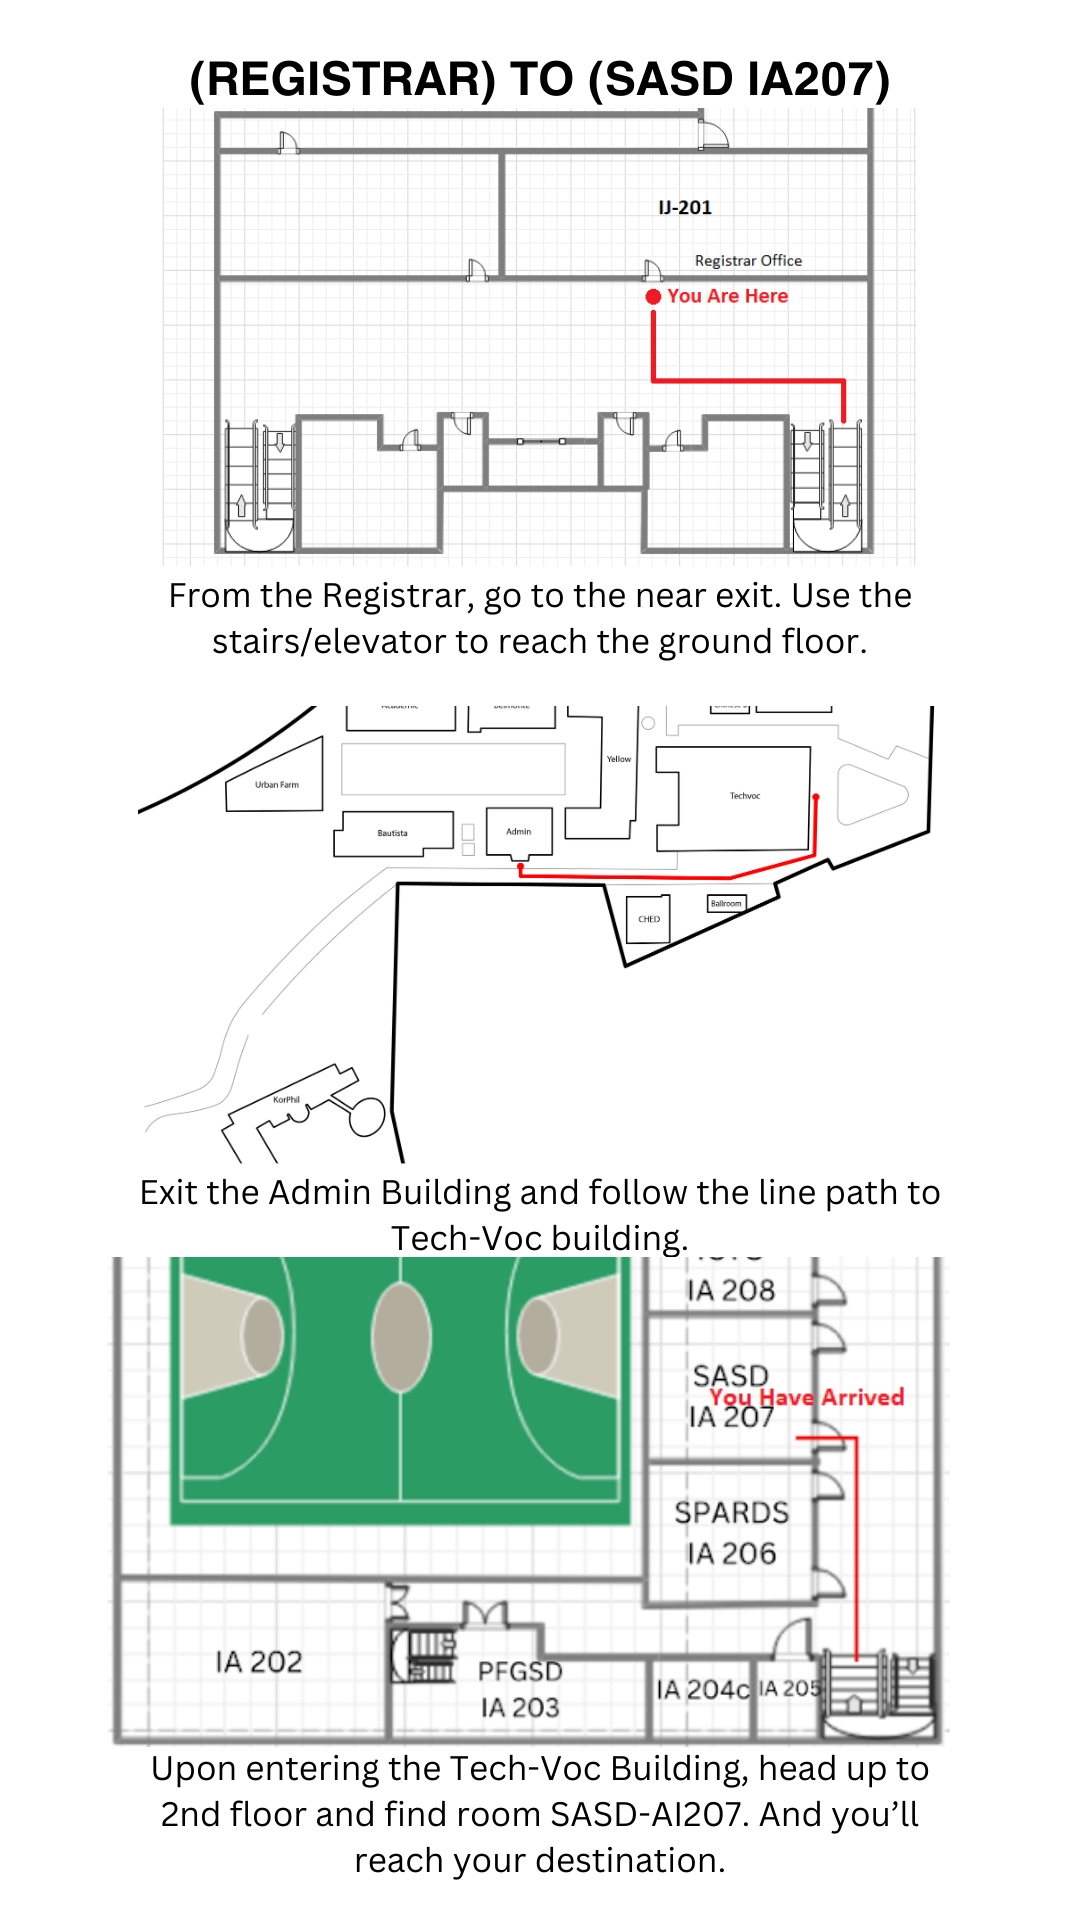 (REGISTRAR) TO (SASD IA207)
IJ-201
Registrar Office
You Are Here
From the Registrar, go to the near exit. Use the
stairs/elevator to reach the ground floor.
Academic
Belmonte
Yellow
Urban Farm
Techvoc
Bautista
Admin
CHED
Ballroom
KorPhil
Exit the Admin Building and follow the line path to
Tech-Voc building.
IA 208
SASD
You Have Arrived
IA 207
SPARDS
IA 206
IA 202
PFGSD
IA 203
IA 204c
IA 205
Upon entering the Tech-Voc Building, head up to
2nd floor and find room SASD-AI207. And you’ll
reach your destination.